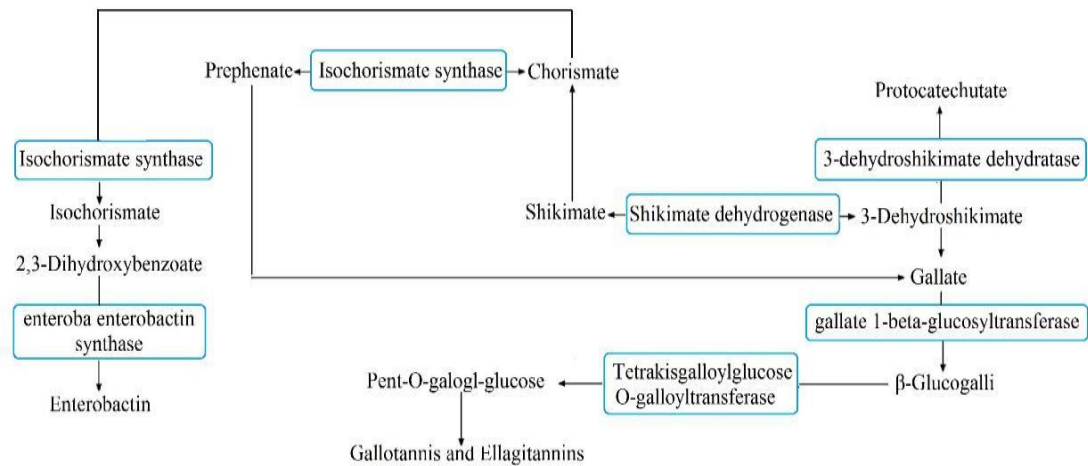 Prephenate
Isochorismate synthase
Chorismate
Protocatechutate
Isochorismate synthase
3-dehydroshikimate dehydratase
Isochorismate
Shikimate
Shikimate dehydrogenase
3-Dehydroshikimate
2,3-Dihydroxybenzoate
Gallate
enteroba enterobactin
synthase
gallate 1-beta-glucosyltransferase
Pent-O-galogl-glucose
Tetrakisgalloylglucose
O-galloyltransferase
β-Glucogalli
Enterobactin
Gallotannis and Ellagitannins